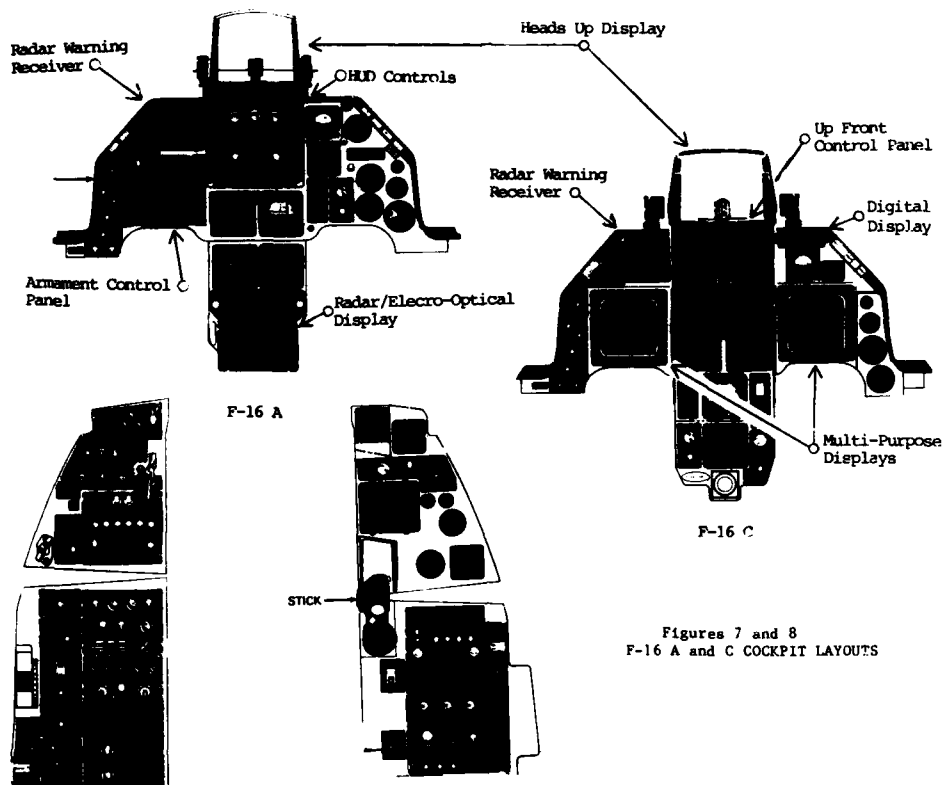 Heads Up Display
Radar Warning
Receiver
HUD Controls
Up Front
Control Panel
Radar Warning
Receiver
Digital
Display
Armament Control
Panel
Radar/Elecro-Optical
Display
F-16 A
Multi-Purpose
Displays
F-16 C
STICK
Figures 7 and 8
F-16 A and C COCKPIT LAYOUTS